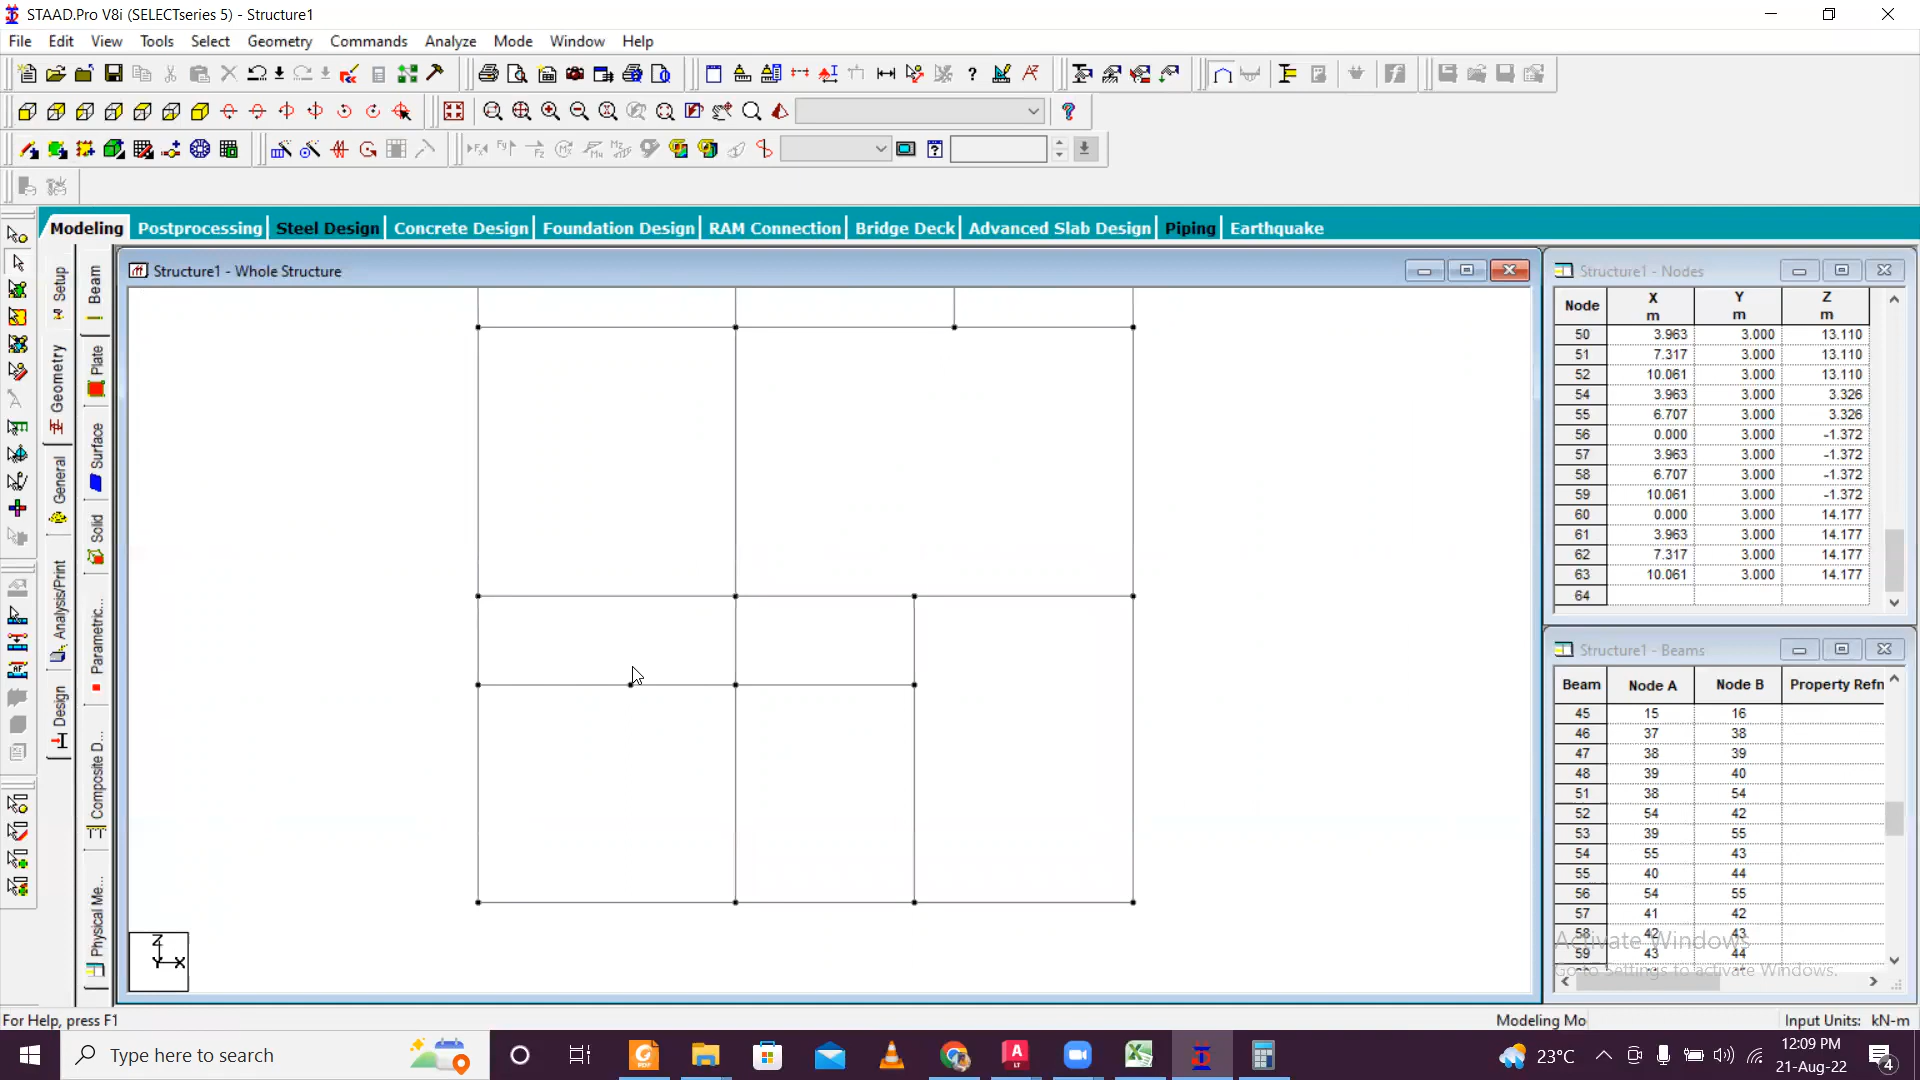 STAAD.Pro V8i (SELECTseries 5) - Structure1
File Edit View Tools Select Geometry Commands Analyze Mode Window Help
Modeling Postprocessing Steel Design Concrete Design Foundation Design RAM Connection Bridge Deck Advanced Slab Design Piping Earthquake
Setup
Geometry
General
Analysis/Print
Design
Beam
Plate
Surface
Solid
Parametric...
Composite D...
Physical Me...
Structure1 - Whole Structure
Z
Y X
Structure1 - Nodes
Node X m Y m Z m
50 3.963 3.000 13.110
51 7.317 3.000 13.110
52 10.061 3.000 13.110
54 3.963 3.000 3.326
55 6.707 3.000 3.326
56 0.000 3.000 -1.372
57 3.963 3.000 -1.372
58 6.707 3.000 -1.372
59 10.061 3.000 -1.372
60 0.000 3.000 14.177
61 3.963 3.000 14.177
62 7.317 3.000 14.177
63 10.061 3.000 14.177
64
Structure1 - Beams
Beam Node A Node B Property Refn
45 15 16
46 37 38
47 38 39
48 39 40
51 38 54
52 54 42
53 39 55
54 55 43
55 40 44
56 54 55
57 41 42
58 42 43
59 43 44
Activate Windows
Go to Settings to activate Windows.
For Help, press F1
Modeling Mo
Input Units: kN-m
Type here to search
23°C
12:09 PM
21-Aug-22
4